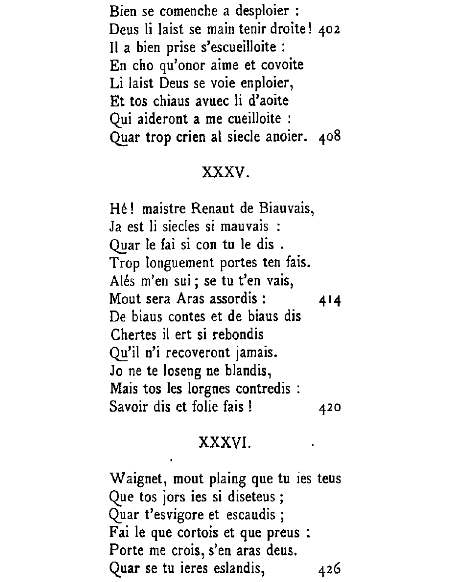 Bien se comenche a desploier :
Deus li laist se main tenir droite ! 402
Il a bien prise s'escueilloite :
En cho qu'onor aime et covoite
Li laist Deus se voie enploier,
Et tos chiaus avuec li d'aoite
Qui aideront a me cueilloite :
Quar trop crien al siecle anoier. 408
XXXV.
Hé ! maistre Renaut de Biauvais,
Ja est li siecles si mauvais :
Quar le fai si con tu le dis .
Trop longuement portes ten fais.
Alés m'en sui ; se tu t'en vais,
Mout sera Aras assordis : 414
De biaus contes et de biaus dis
Chertes il ert si rebondis
Qu'il n'i recoveront jamais.
Jo ne te loseng ne blandis,
Mais tos les lorgnes contredis :
Savoir dis et folie fais ! 420
XXXVI.
Waignet, mout plaing que tu ies teus
Que tos jors ies si diseteus ;
Quar t'esvigore et escaudis ;
Fai le que cortois et que preus :
Porte me crois, s'en aras deus.
Quar se tu ieres eslandis, 426